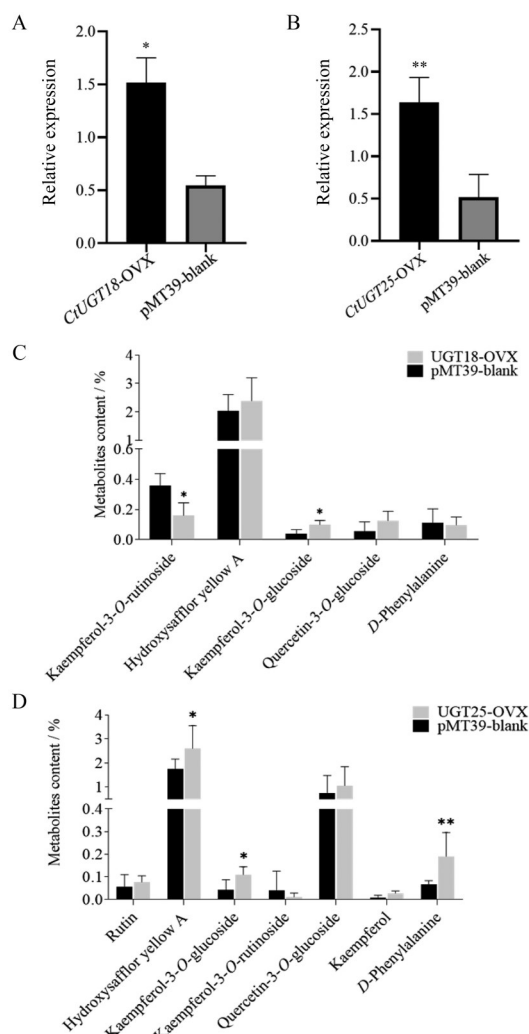 A
Relative expression
2.0
1.5
1.0
0.5
0.0
*
CtUGT18-OVX
pMT39-blank
B
Relative expression
2.5
2.0
1.5
1.0
0.5
0.0
**
CtUGT25-OVX
pMT39-blank
C
UGT18-OVX
pMT39-blank
Metabolites content / %
4
3
2
1
0.6
0.4
0.2
0.0
*
*
Kaempferol-3-O-rutinoside
Hydroxysafflor yellow A
Kaempferol-3-O-glucoside
Quercetin-3-O-glucoside
D-Phenylalanine
D
UGT25-OVX
pMT39-blank
Metabolites content / %
4
3
2
1
0.4
0.3
0.2
0.1
0.0
*
*
**
Rutin
Hydroxysafflor yellow A
Kaempferol-3-O-glucoside
Kaempferol-3-O-rutinoside
Quercetin-3-O-glucoside
Kaempferol
D-Phenylalanine